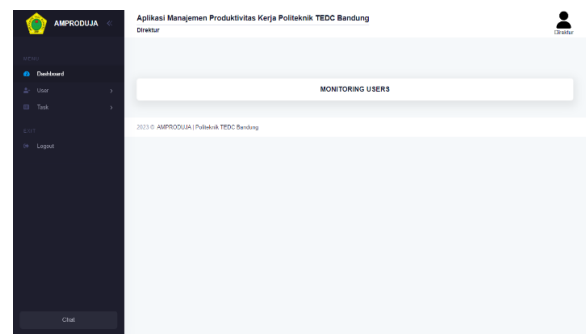 AMPRODUJA
Aplikasi Manajemen Produktivitas Kerja Politeknik TEDC Bandung
Direktur
Direktur
MENU
Dashboard
User
Task
MONITORING USERS
2023 © AMPRODUJA | Politeknik TEDC Bandung
Logout
Chat